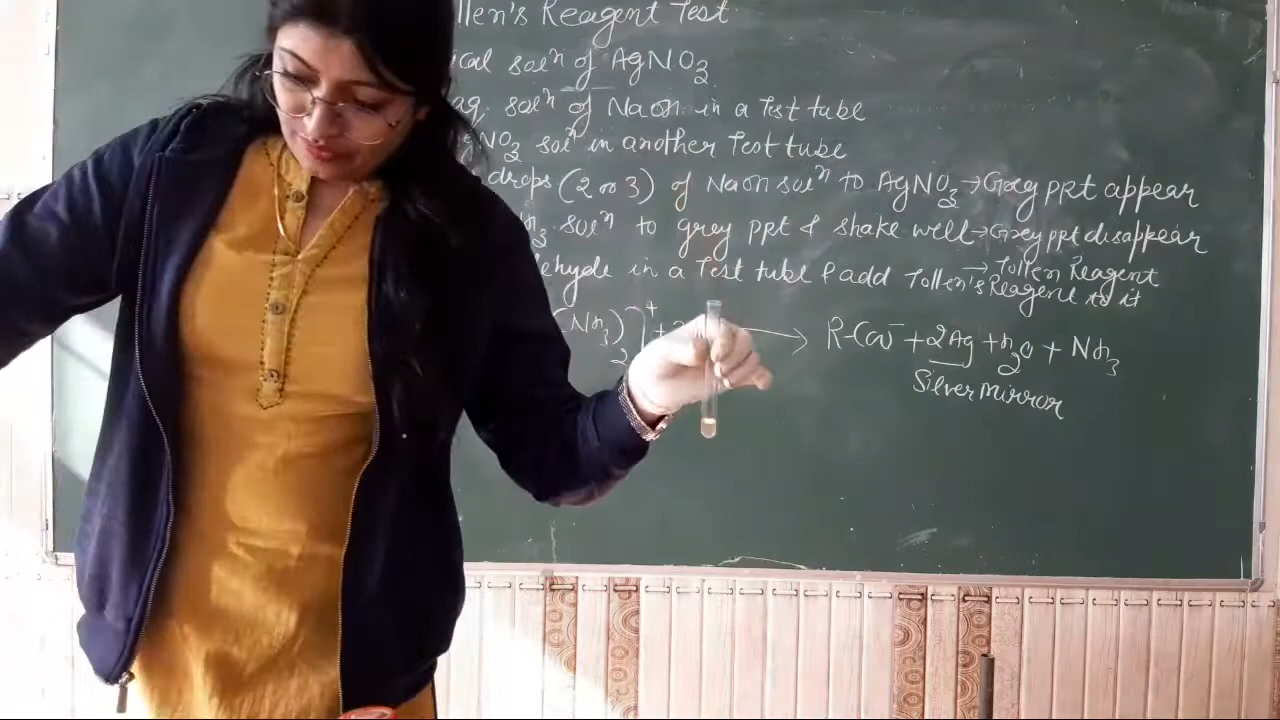 llen's Reagent Test
ical solⁿ of AgNO3
aq. solⁿ of NaOH in a Test tube
gNO3 solⁿ in another Test tube
drops (2 or 3) of NaOH solⁿ to AgNO3 → Grey ppt appear
H3 solⁿ to grey ppt & shake well → Grey ppt disappear
→ Tollen Reagent
ehyde in a Test tube & add Tollen's Reagent to it
(NH3)2]+ + → R-COO- + 2Ag + H2O + NH3
Silver mirror